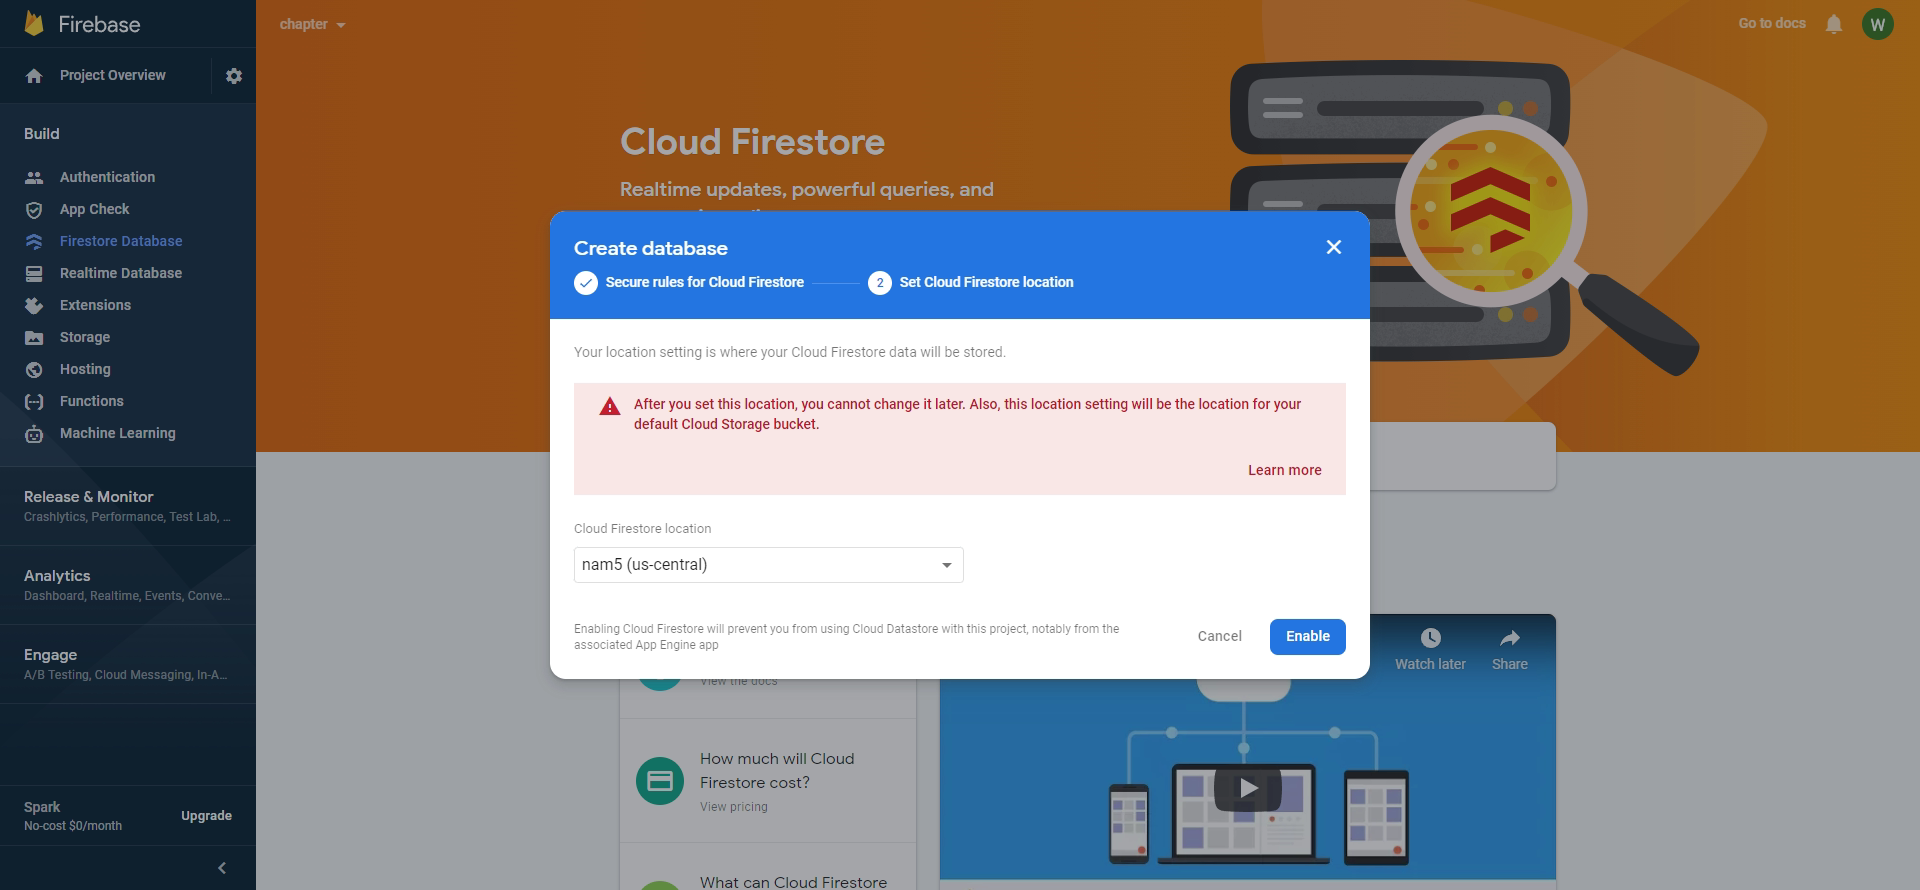 Firebase
chapter
Go to docs
W
Project Overview
Build
Authentication
App Check
Firestore Database
Realtime Database
Extensions
Storage
Hosting
Functions
Machine Learning
Release & Monitor
Crashlytics, Performance, Test Lab, ...
Analytics
Dashboard, Realtime, Events, Conve...
Engage
A/B Testing, Cloud Messaging, In-A...
Spark
No-cost $0/month
Upgrade
Cloud Firestore
Realtime updates, powerful queries, and
Create database
Secure rules for Cloud Firestore
2
Set Cloud Firestore location
Your location setting is where your Cloud Firestore data will be stored.
After you set this location, you cannot change it later. Also, this location setting will be the location for your
default Cloud Storage bucket.
Learn more
Cloud Firestore location
nam5 (us-central)
Enabling Cloud Firestore will prevent you from using Cloud Datastore with this project, notably from the
associated App Engine app
Cancel
Enable
Watch later
Share
View the docs
How much will Cloud
Firestore cost?
View pricing
What can Cloud Firestore